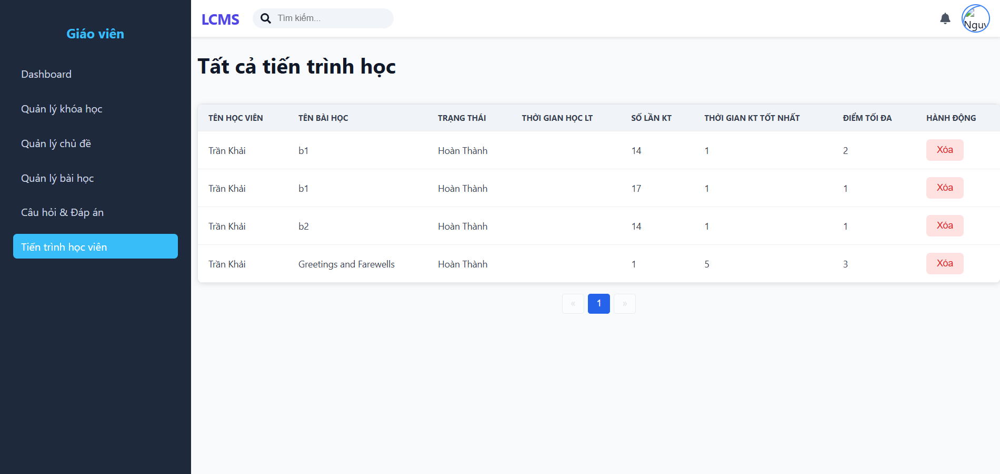 Giáo viên
Dashboard
Quản lý khóa học
Quản lý chủ đề
Quản lý bài học
Câu hỏi & Đáp án
Tiến trình học viên
LCMS
Tìm kiếm...
Nguy
Tất cả tiến trình học
TÊN HỌC VIÊN TÊN BÀI HỌC TRẠNG THÁI THỜI GIAN HỌC LT SỐ LẦN KT THỜI GIAN KT TỐT NHẤT ĐIỂM TỐI ĐA HÀNH ĐỘNG
Trần Khải b1 Hoàn Thành 14 1 2 Xóa
Trần Khải b1 Hoàn Thành 17 1 1 Xóa
Trần Khải b2 Hoàn Thành 14 1 1 Xóa
Trần Khải Greetings and Farewells Hoàn Thành 1 5 3 Xóa
« 1 »